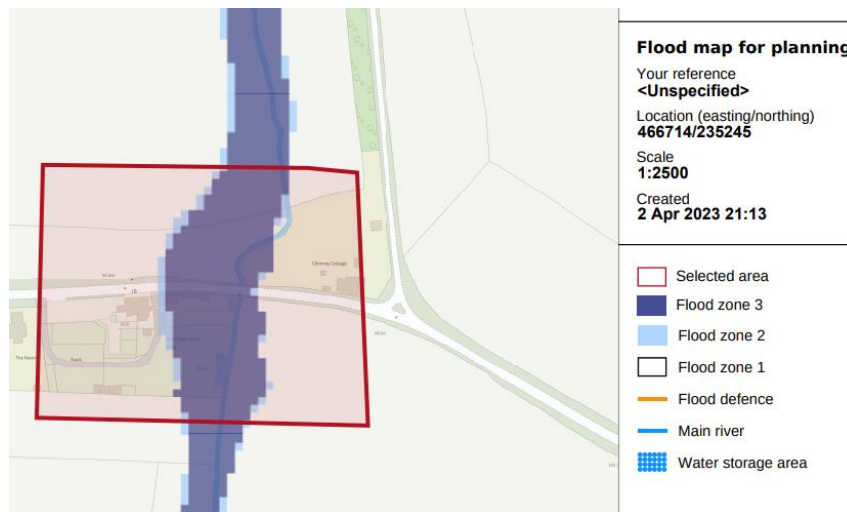 Flood map for planning
Your reference
<Unspecified>
Location (easting/northing)
466714/235245
Scale
1:2500
Created
2 Apr 2023 21:13
Selected area
Flood zone 3
Flood zone 2
Flood zone 1
Flood defence
Main river
Water storage area
Chimney Cottage
Track